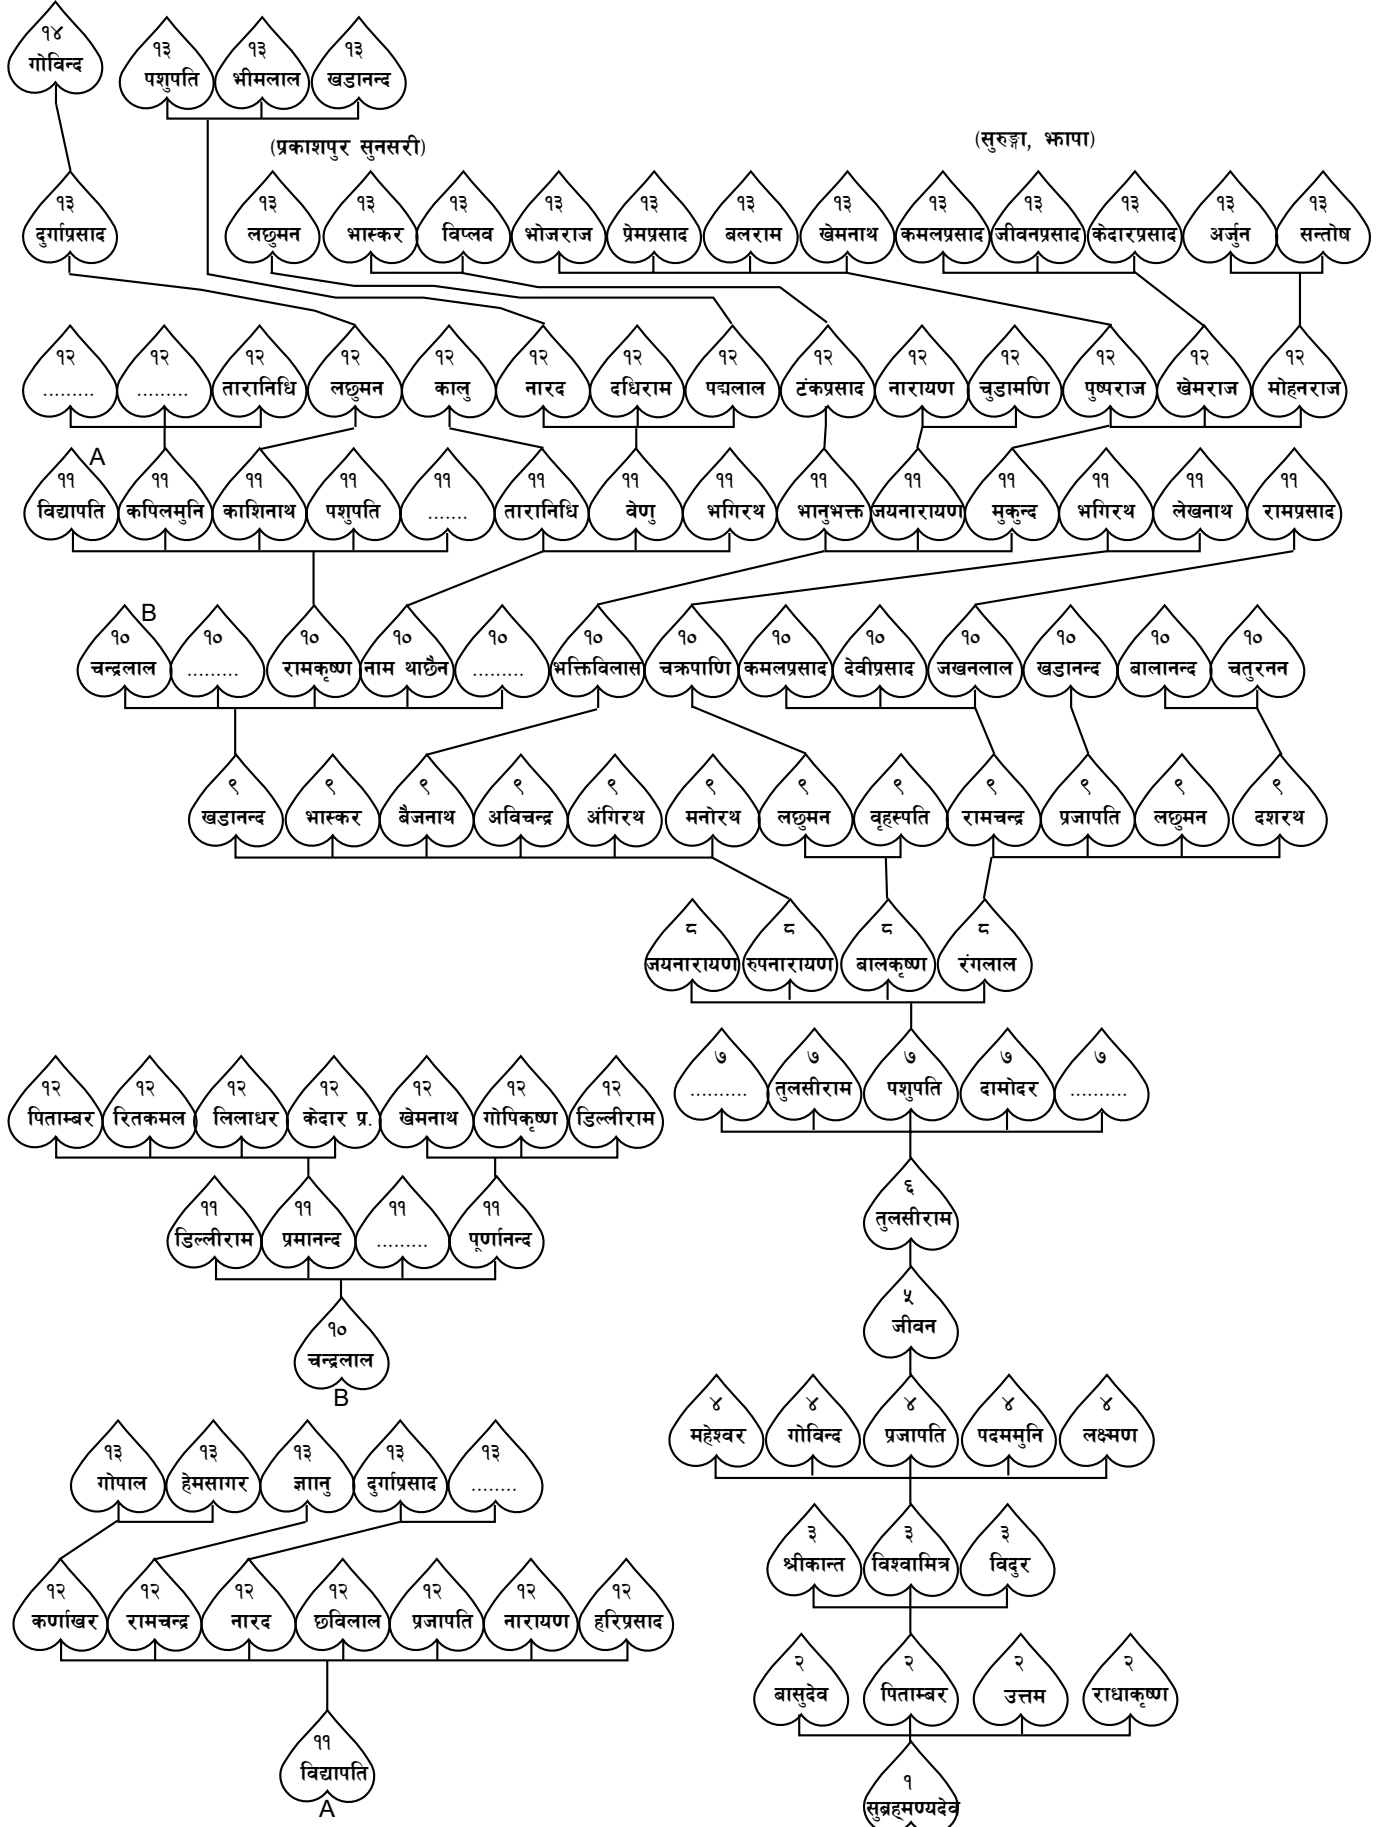 १४ १३ १३ १३
गोविन्द पशुपति भीमलाल खडानन्द
(प्रकाशपुर सुनसरी) (सुरुङ्गा, झापा)
१३ १३ १३ १३ १३ १३ १३ १३ १३ १३ १३ १३ १३
दुर्गाप्रसाद लछुमन भास्कर विप्लव भोजराज प्रेमप्रसाद बलराम खेमनाथ कमलप्रसाद जीवनप्रसाद केदारप्रसाद अर्जुन सन्तोष
१२ १२ १२ १२ १२ १२ १२ १२ १२ १२ १२ १२ १२ १२
......... ......... तारानिधि लछुमन कालु नारद दधिराम पद्मलाल टंकप्रसाद नारायण चुडामणि पुष्पराज खेमराज मोहनराज
A
११ ११ ११ ११ ११ ११ ११ ११ ११ ११ ११ ११ ११ ११
विद्यापति कपिलमुनि काशिनाथ पशुपति ....... तारानिधि वेणु भगिरथ भानुभक्त जयनारायण मुकुन्द भगिरथ लेखनाथ रामप्रसाद
B
१० १० १० १० १० १० १० १० १० १० १० १० १०
चन्द्रलाल ......... रामकृष्ण नाम थाछैन ......... भक्तिविलास चक्रपाणि कमलप्रसाद देवीप्रसाद जखनलाल खडानन्द बालानन्द चतुरनन
९ ९ ९ ९ ९ ९ ९ ९ ९ ९ ९ ९
खडानन्द भास्कर बैजनाथ अविचन्द्र अंगिरथ मनोरथ लछुमन वृहस्पति रामचन्द्र प्रजापति लछुमन दशरथ
८ ८ ८ ८
जयनारायण रुपनारायण बालकृष्ण रंगलाल
७ ७ ७ ७ ७
.......... तुलसीराम पशुपति दामोदर ..........
१२ १२ १२ १२ १२ १२ १२
पिताम्बर रितकमल लिलाधर केदार प्र. खेमनाथ गोपिकृष्ण डिल्लीराम
६
तुलसीराम
११ ११ ११ ११
डिल्लीराम प्रमानन्द ......... पूर्णानन्द
५
जीवन
१०
चन्द्रलाल
B
४ ४ ४ ४ ४
महेश्वर गोविन्द प्रजापति पदममुनि लक्ष्मण
१३ १३ १३ १३ १३
गोपाल हेमसागर ज्ञाानु दुर्गाप्रसाद ........
३ ३ ३
श्रीकान्त विश्वामित्र विदुर
१२ १२ १२ १२ १२ १२ १२
कर्णाखर रामचन्द्र नारद छविलाल प्रजापति नारायण हरिप्रसाद
२ २ २ २
बासुदेव पिताम्बर उत्तम राधाकृष्ण
११
विद्यापति
A
१
सुब्रह्मण्यदेव